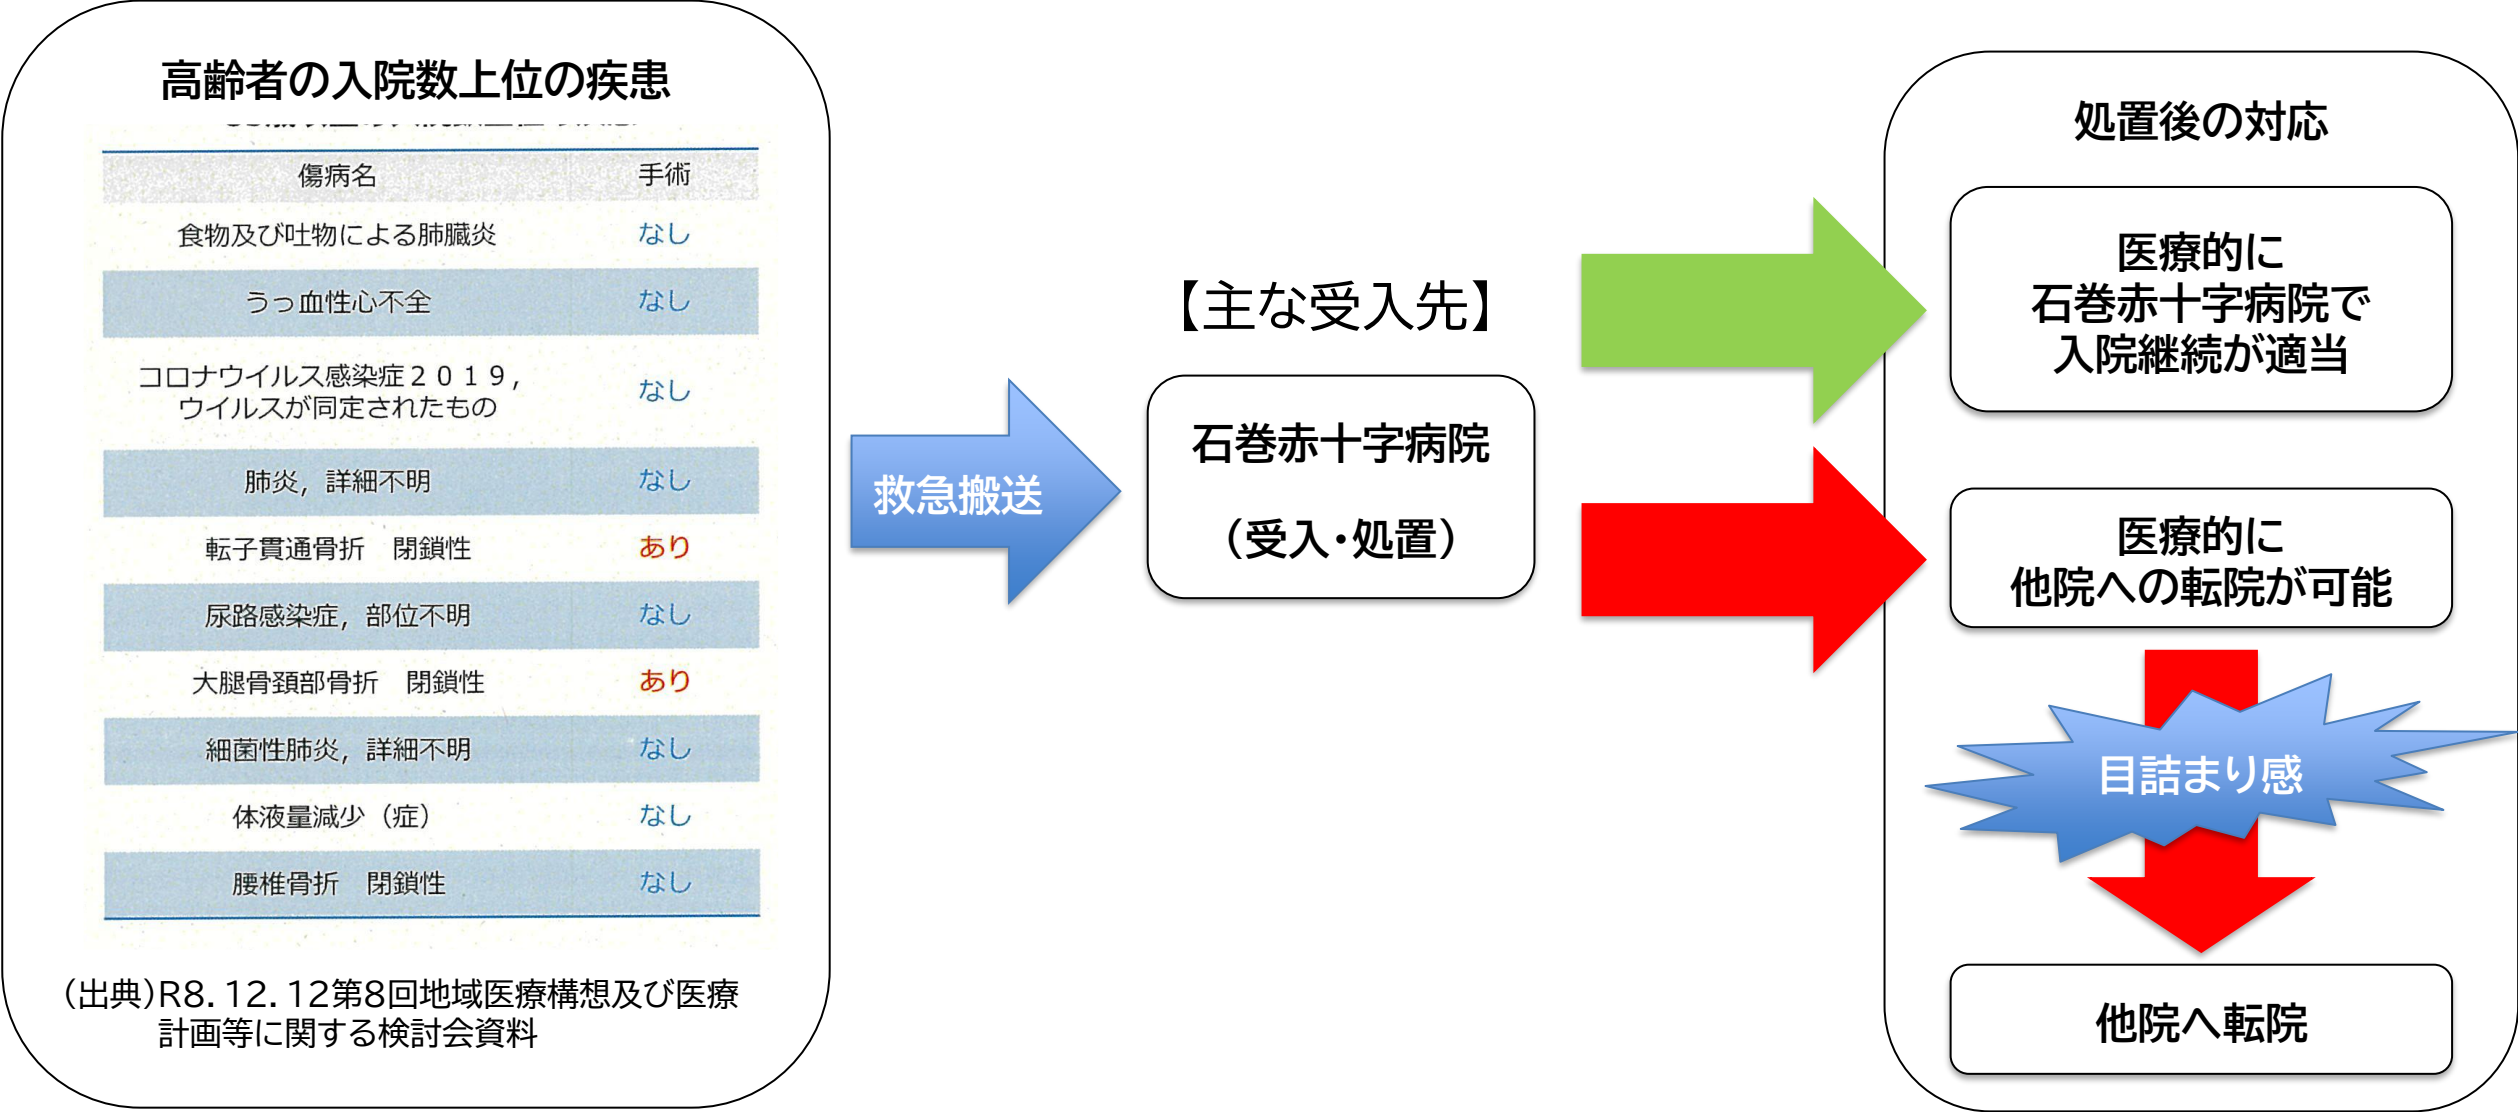 高齢者の入院数上位の疾患
傷病名 手術
食物及び吐物による肺臓炎 なし
うっ血性心不全 なし
コロナウイルス感染症２０１９，
ウイルスが同定されたもの なし
肺炎，詳細不明 なし
転子貫通骨折　閉鎖性 あり
尿路感染症，部位不明 なし
大腿骨頚部骨折　閉鎖性 あり
細菌性肺炎，詳細不明 なし
体液量減少（症） なし
腰椎骨折　閉鎖性 なし
（出典）R8．12．12第8回地域医療構想及び医療
計画等に関する検討会資料
救急搬送
【主な受入先】
石巻赤十字病院
（受入・処置）
処置後の対応
医療的に
石巻赤十字病院で
入院継続が適当
医療的に
他院への転院が可能
目詰まり感
他院へ転院